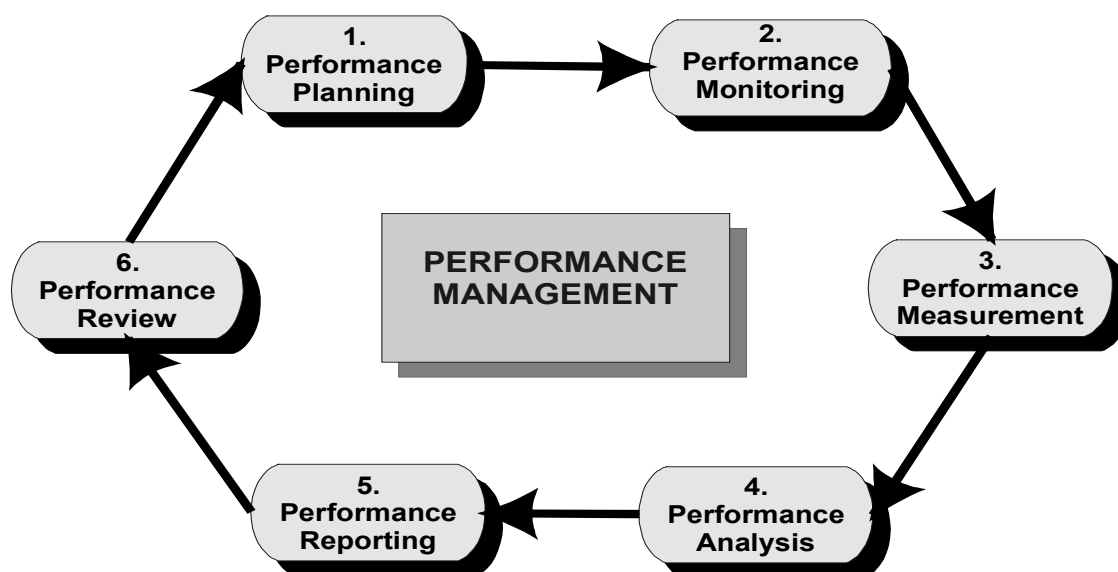 1.
Performance
Planning
2.
Performance
Monitoring
PERFORMANCE
MANAGEMENT
6.
Performance
Review
3.
Performance
Measurement
5.
Performance
Reporting
4.
Performance
Analysis